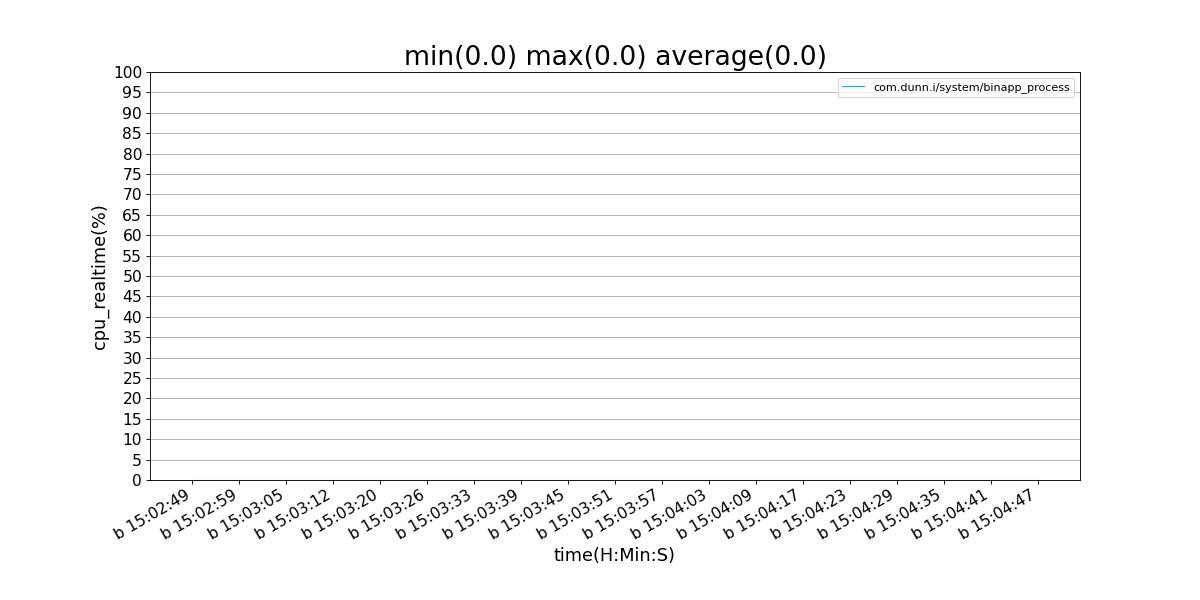 min(0.0) max(0.0) average(0.0)
com.dunn.i/system/binapp_process
100
95
90
85
80
75
70
65
60
55
50
45
40
35
30
25
20
15
10
5
0
cpu_realtime(%)
b 15:02:49
b 15:02:59
b 15:03:05
b 15:03:12
b 15:03:20
b 15:03:26
b 15:03:33
b 15:03:39
b 15:03:45
b 15:03:51
b 15:03:57
b 15:04:03
b 15:04:09
b 15:04:17
b 15:04:23
b 15:04:29
b 15:04:35
b 15:04:41
b 15:04:47
time(H:Min:S)